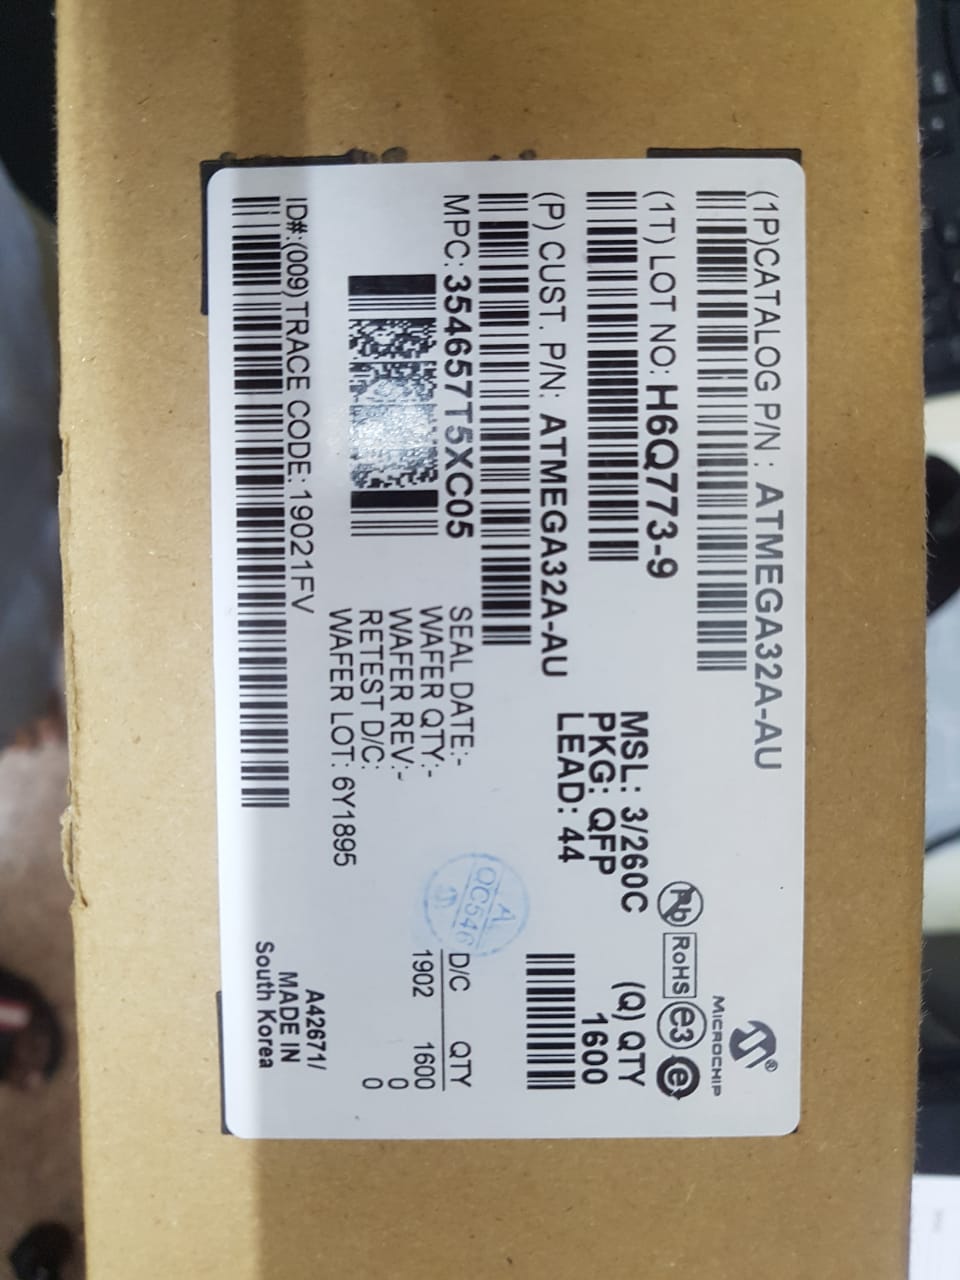 (1P)CATALOG P/N : ATMEGA32A-AU
(1T) LOT NO: H6Q773-9
(P) CUST. P/N: ATMEGA32A-AU
MPC: 354657T5XC05
MICROCHIP ®
Pb RoHS e3 e
MSL: 3/260C
PKG: QFP
LEAD: 44
(Q) QTY
1600
SEAL DATE:-
WAFER QTY:-
WAFER REV:-
RETEST D/C:
WAFER LOT: 6Y1895
A
QC546
D/C QTY
1902 1600
0
0
ID#:(009)TRACE CODE: 19021FV
A42671/
MADE IN
South Korea